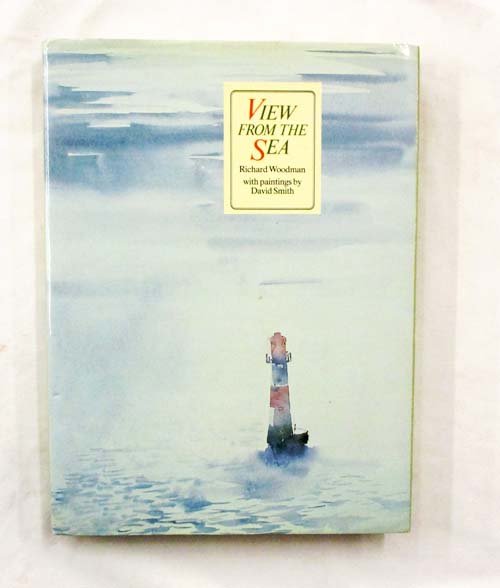 VIEW
FROM THE
SEA
Richard Woodman
with paintings by
David Smith